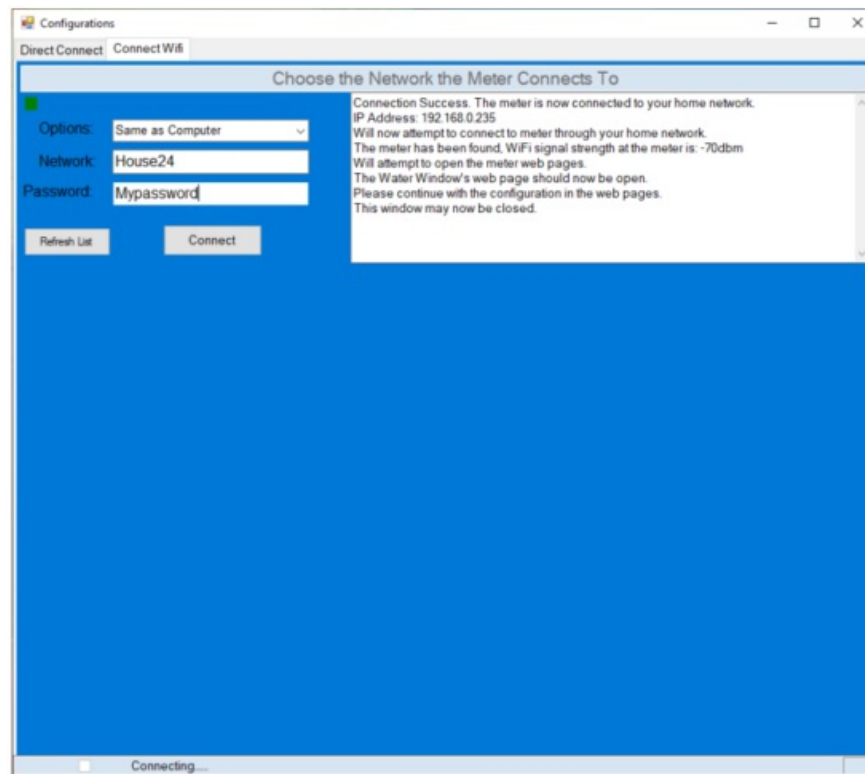 Configurations
Direct Connect Connect Wifi
Choose the Network the Meter Connects To
Options: Same as Computer
Network: House24
Password: Mypassword
Refresh List Connect
Connection Success. The meter is now connected to your home network.
IP Address: 192.168.0.235
Will now attempt to connect to meter through your home network.
The meter has been found, WiFi signal strength at the meter is: -70dbm
Will attempt to open the meter web pages.
The Water Window's web page should now be open.
Please continue with the configuration in the web pages.
This window may now be closed.
Connecting....